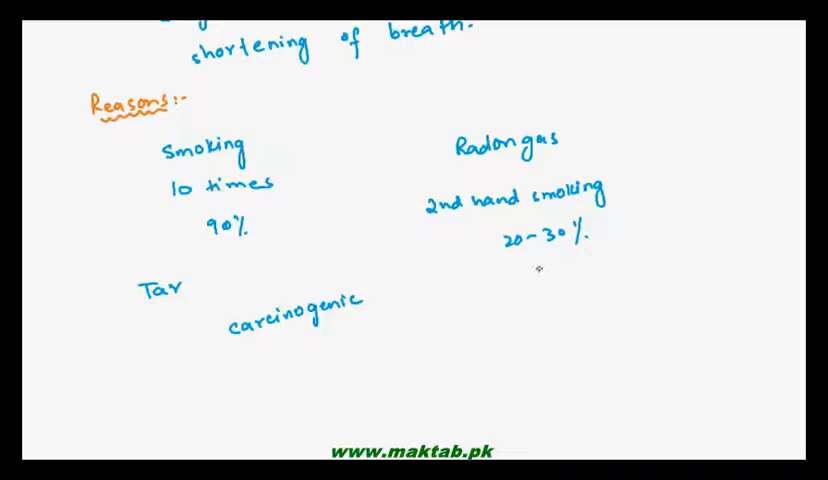 shortening of breath.
Reasons:-
Smoking
10 times
90%
Radon gas
2nd hand smoking
20-30%.
Tar
carcinogenic
www.maktab.pk